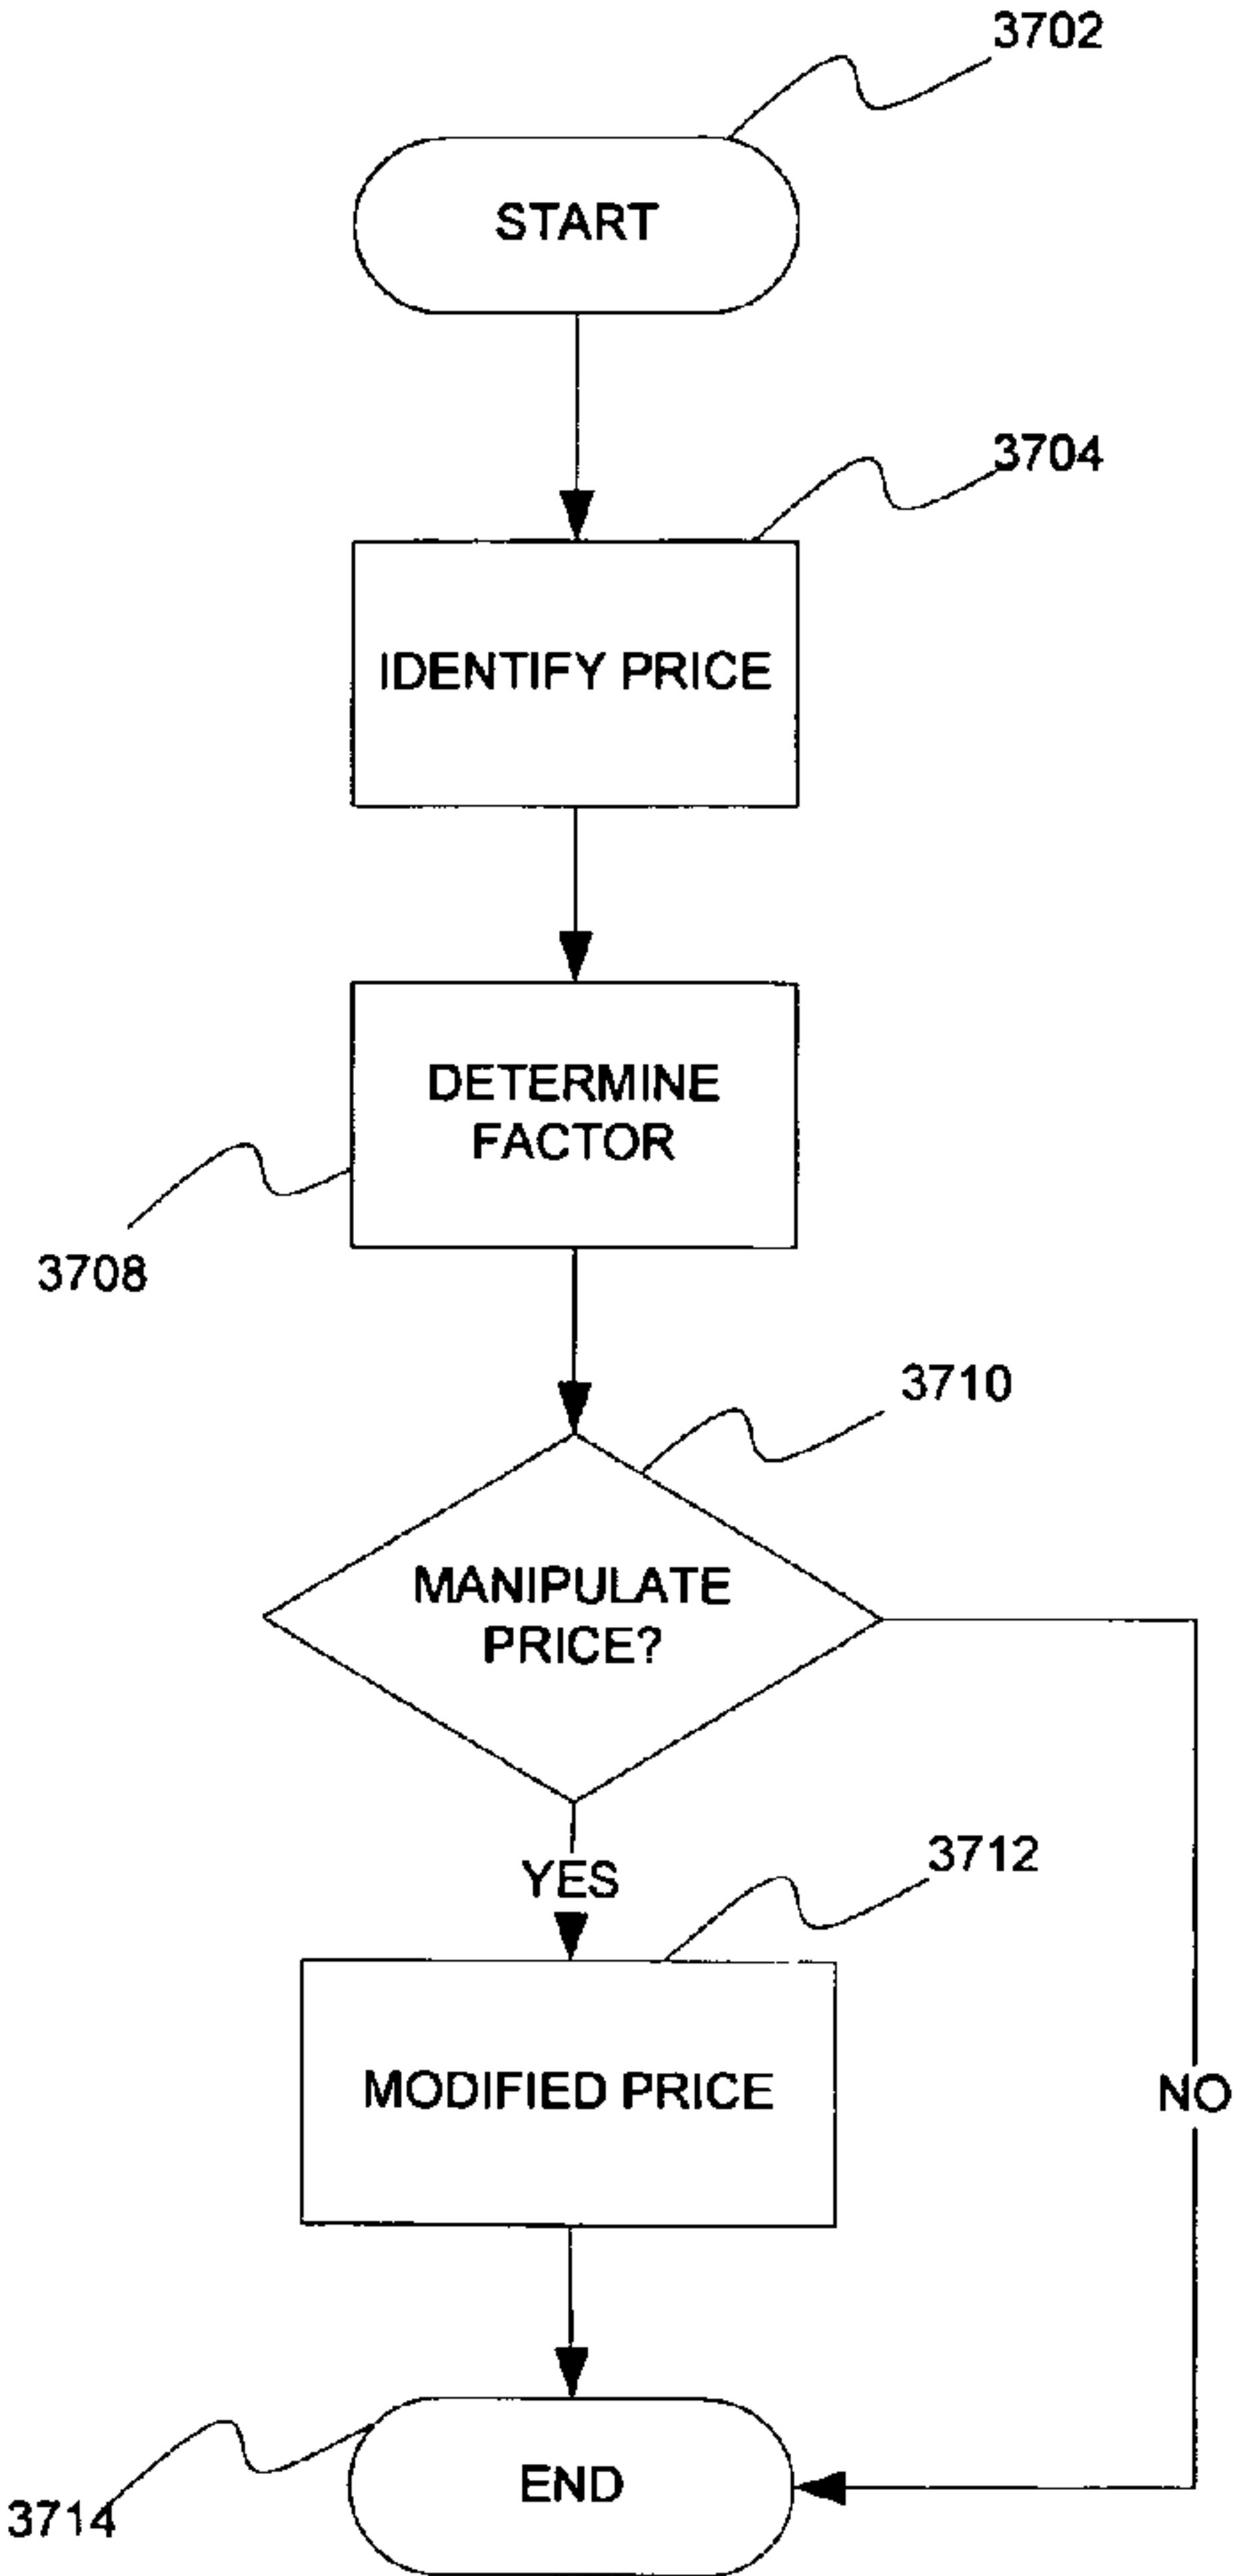 3702
START
3704
IDENTIFY PRICE
DETERMINE
FACTOR
3708
3710
MANIPULATE
PRICE?
YES
3712
MODIFIED PRICE
NO
END
3714